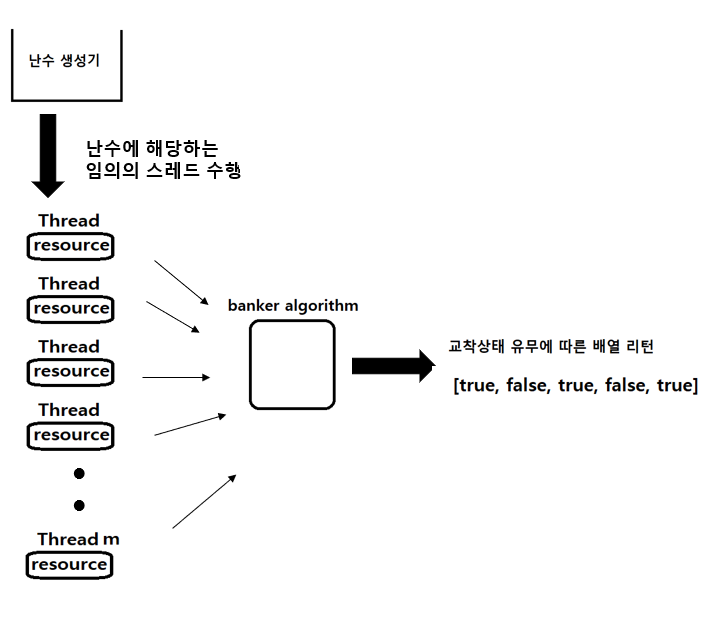 난수 생성기
난수에 해당하는
임의의 스레드 수행
Thread
resource
Thread
resource
Thread
resource
Thread
resource
Thread m
resource
banker algorithm
교착상태 유무에 따른 배열 리턴
[true, false, true, false, true]